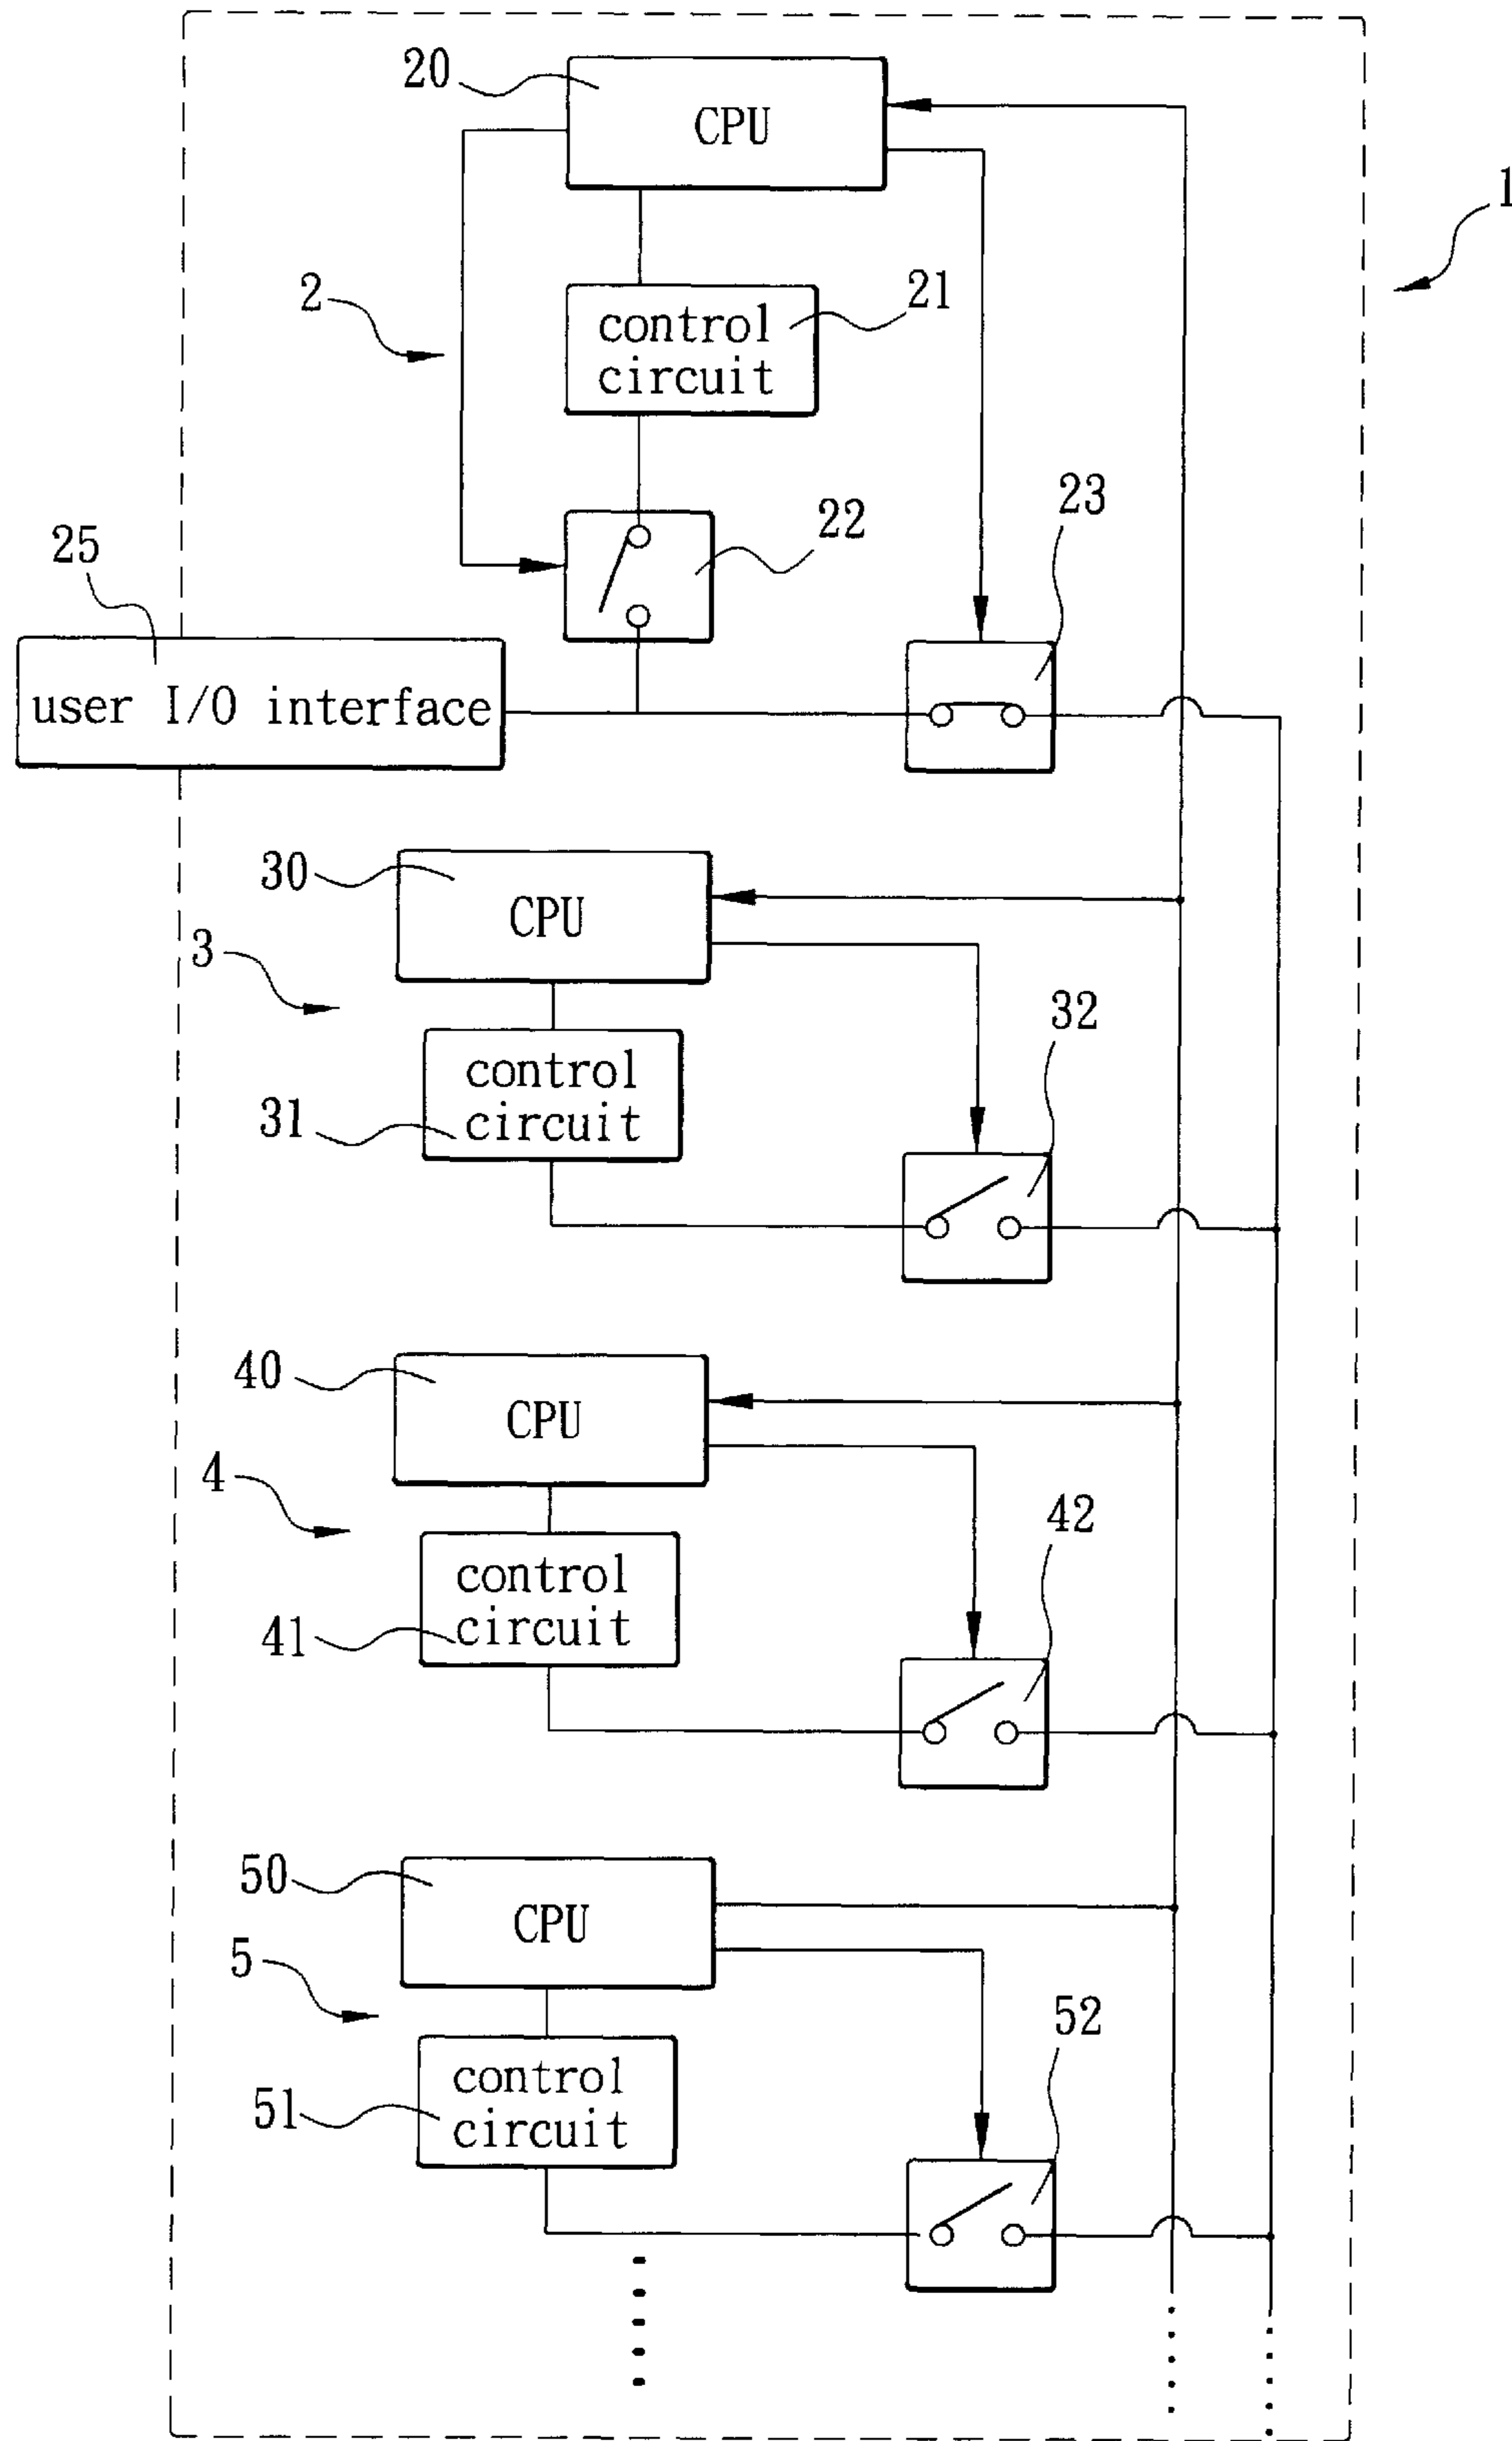 20
CPU
1
2
21
control
circuit
22
23
25
user I/O interface
30
CPU
3
32
control
circuit
31
40
CPU
4
42
control
circuit
41
50
CPU
5
52
control
circuit
51